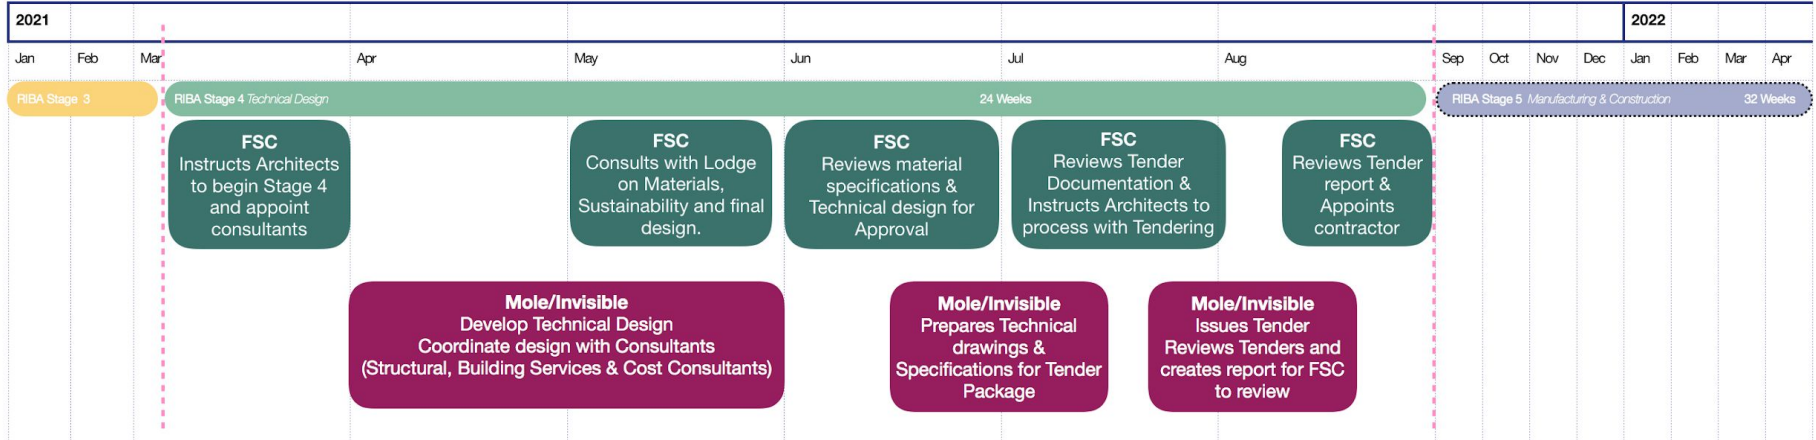 2021
2022
Jan Feb Mar Apr May Jun Jul Aug Sep Oct Nov Dec Jan Feb Mar Apr
RIBA Stage 3
RIBA Stage 4 Technical Design 24 Weeks
RIBA Stage 5 Manufacturing & Construction 32 Weeks
FSC
Instructs Architects
to begin Stage 4
and appoint
consultants
FSC
Consults with Lodge
on Materials,
Sustainability and final
design.
FSC
Reviews material
specifications &
Technical design for
Approval
FSC
Reviews Tender
Documentation &
Instructs Architects to
process with Tendering
FSC
Reviews Tender
report &
Appoints
contractor
Mole/Invisible
Develop Technical Design
Coordinate design with Consultants
(Structural, Building Services & Cost Consultants)
Mole/Invisible
Prepares Technical
drawings &
Specifications for Tender
Package
Mole/Invisible
Issues Tender
Reviews Tenders and
creates report for FSC
to review